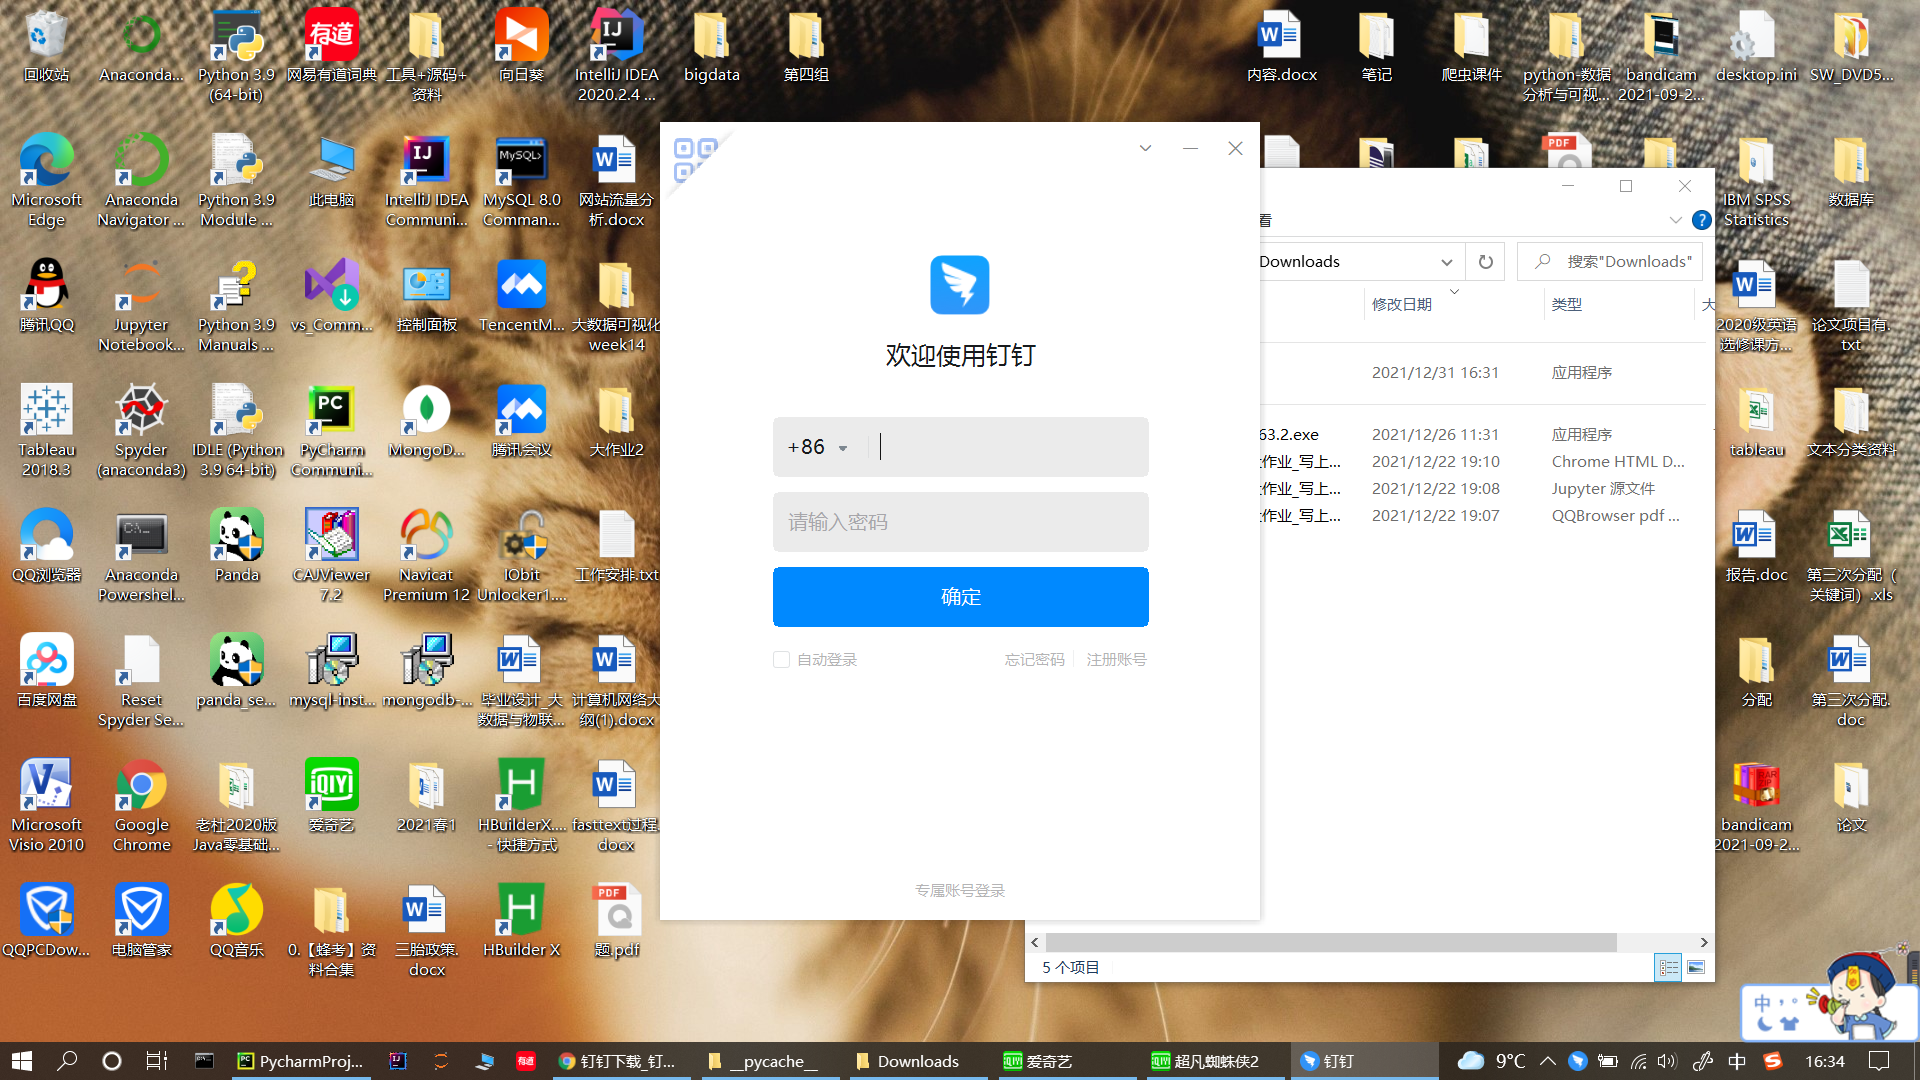 回收站
Anaconda...
Python 3.9
(64-bit)
网易有道词典
工具+源码+
资料
向日葵
IntelliJ IDEA
2020.2.4 ...
bigdata
第四组
内容.docx
笔记
爬虫课件
python-数据
分析与可视...
bandicam
2021-09-2...
desktop.ini
SW_DVD5...
Microsoft
Edge
Anaconda
Navigator ...
Python 3.9
Module ...
此电脑
IntelliJ IDEA
Communi...
MySQL 8.0
Comman...
网站流量分
析.docx
IBM SPSS
Statistics
数据库
腾讯QQ
Jupyter
Notebook...
Python 3.9
Manuals ...
vs_Comm...
控制面板
TencentM...
大数据可视化
week14
2020级英语
选修课方...
论文项目有.
txt
Tableau
2018.3
Spyder
(anaconda3)
IDLE (Python
3.9 64-bit)
PyCharm
Communi...
MongoD...
腾讯会议
大作业2
tableau
文本分类资料
QQ浏览器
Anaconda
Powershel...
Panda
CAJViewer
7.2
Navicat
Premium 12
IObit
Unlocker1....
工作安排.txt
报告.doc
第三次分配（
关键词）.xls
百度网盘
Reset
Spyder Se...
panda_se...
mysql-inst...
mongodb-...
毕业设计_大
数据与物联...
计算机网络大
纲(1).docx
分配
第三次分配.
doc
Microsoft
Visio 2010
Google
Chrome
老杜2020版
Java零基础...
爱奇艺
2021春1
HBuilderX....
- 快捷方式
fasttext过程.
docx
bandicam
2021-09-2...
论文
QQPCDow...
电脑管家
QQ音乐
0.【蜂考】资
料合集
三胎政策.
docx
HBuilder X
题.pdf
欢迎使用钉钉
+86
请输入密码
确定
自动登录
忘记密码
注册账号
专属账号登录
看
Downloads
搜索"Downloads"
修改日期
类型
大
2021/12/31 16:31 应用程序
63.2.exe 2021/12/26 11:31 应用程序
作业_写上... 2021/12/22 19:10 Chrome HTML D...
作业_写上... 2021/12/22 19:08 Jupyter 源文件
作业_写上... 2021/12/22 19:07 QQBrowser pdf ...
5 个项目
中
PycharmProj...
钉钉下载_钉...
__pycache__
Downloads
爱奇艺
超凡蜘蛛侠2
钉钉
9°C
中
16:34